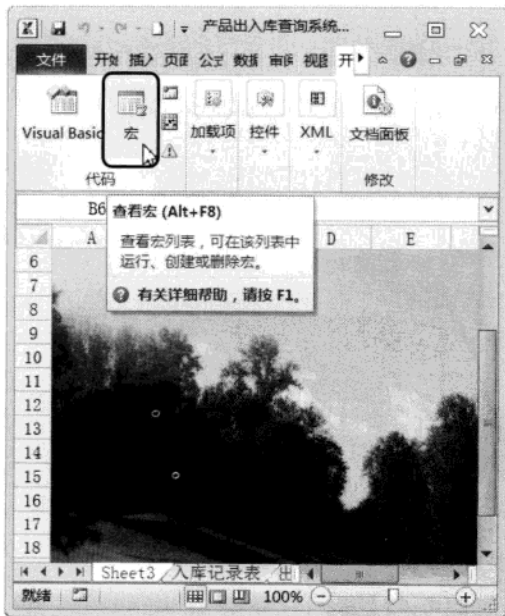 产品出入库查询系统...
文件 开始 插入 页面 公式 数据 审阅 视图 开
Visual Basic 宏 加载项 控件 XML 文档面板
代码 修改
B6
查看宏 (Alt+F8)
查看宏列表，可在该列表中
运行、创建或删除宏。
有关详细帮助，请按 F1。
A D E
6
7
8
9
10
11
12
13
14
15
16
17
18
Sheet3 入库记录表 出
就绪 100%